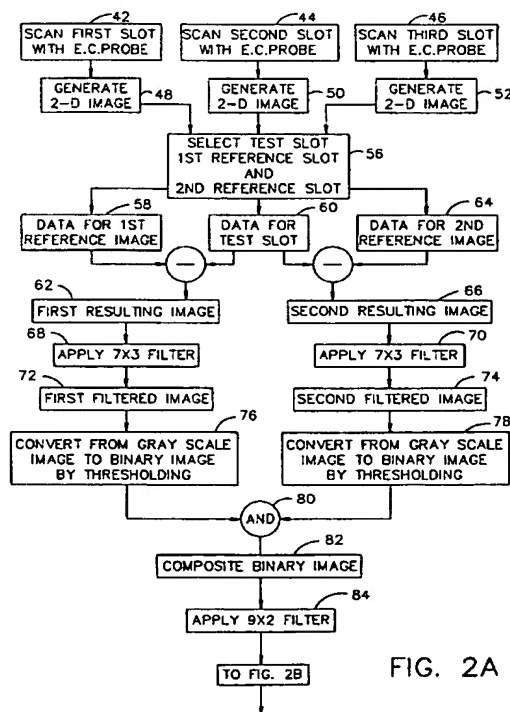 42
44
46
SCAN FIRST SLOT
WITH E.C.PROBE
SCAN SECOND SLOT
WITH E.C.PROBE
SCAN THIRD SLOT
WITH E.C.PROBE
GENERATE
2-D IMAGE
48
GENERATE
2-D IMAGE
50
GENERATE
2-D IMAGE
52
SELECT TEST SLOT
1ST REFERENCE SLOT
AND
2ND REFERENCE SLOT
56
58
60
64
DATA FOR 1ST
REFERENCE IMAGE
DATA FOR
TEST SLOT
DATA FOR 2ND
REFERENCE IMAGE
−
−
62
66
FIRST RESULTING IMAGE
SECOND RESULTING IMAGE
68
70
APPLY 7X3 FILTER
APPLY 7X3 FILTER
72
74
FIRST FILTERED IMAGE
SECOND FILTERED IMAGE
76
78
CONVERT FROM GRAY SCALE
IMAGE TO BINARY IMAGE
BY THRESHOLDING
CONVERT FROM GRAY SCALE
IMAGE TO BINARY IMAGE
BY THRESHOLDING
80
AND
82
COMPOSITE BINARY IMAGE
84
APPLY 9X2 FILTER
TO FIG. 2B
FIG. 2A